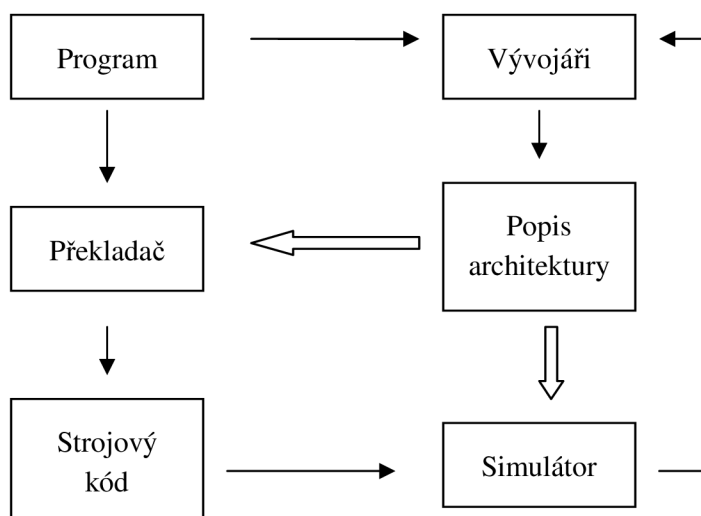 Program
Vývojáři
Překladač
Popis
architektury
Strojový
kód
Simulátor